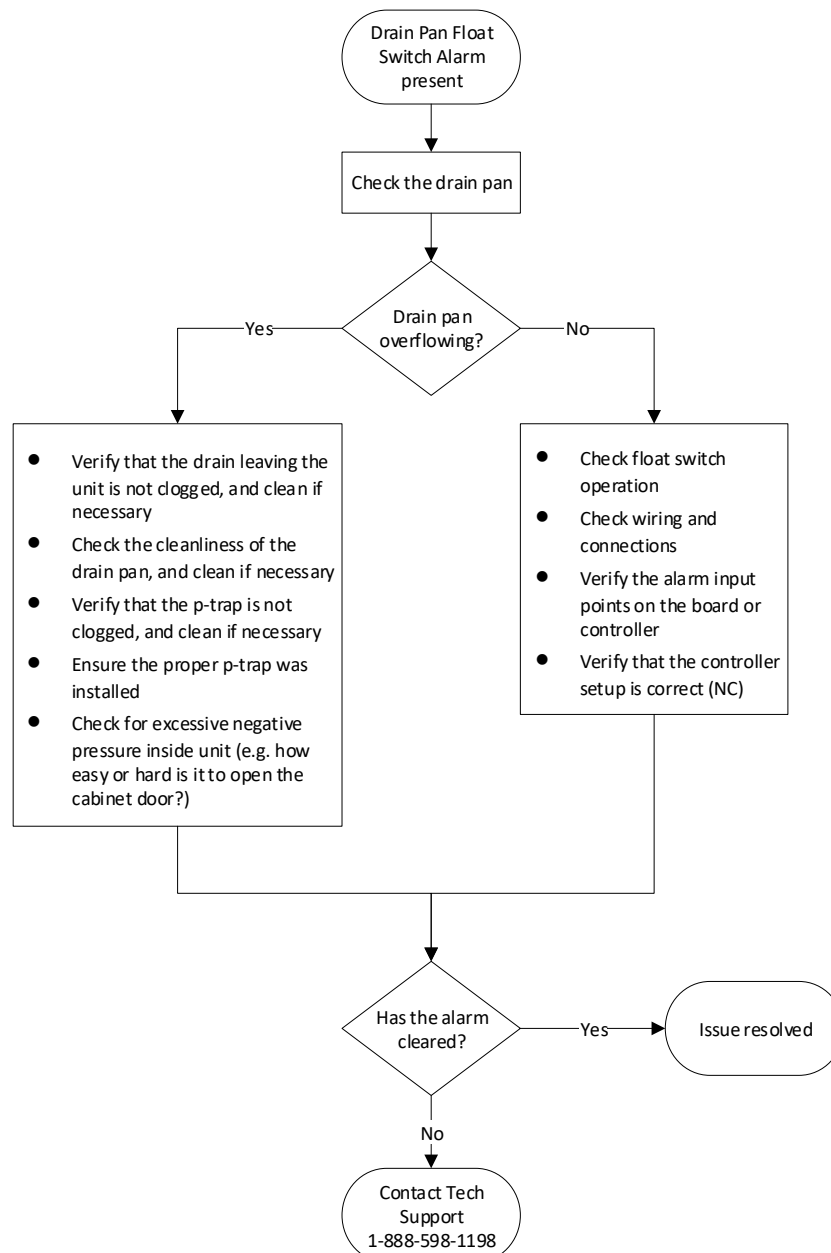 Drain Pan Float
Switch Alarm
present
Check the drain pan
Drain pan
overflowing?
Yes
No
● Verify that the drain leaving the
unit is not clogged, and clean if
necessary
● Check the cleanliness of the
drain pan, and clean if necessary
● Verify that the p-trap is not
clogged, and clean if necessary
● Ensure the proper p-trap was
installed
● Check for excessive negative
pressure inside unit (e.g. how
easy or hard is it to open the
cabinet door?)
● Check float switch
operation
● Check wiring and
connections
● Verify the alarm input
points on the board or
controller
● Verify that the controller
setup is correct (NC)
Has the alarm
cleared?
Yes
Issue resolved
No
Contact Tech
Support
1-888-598-1198